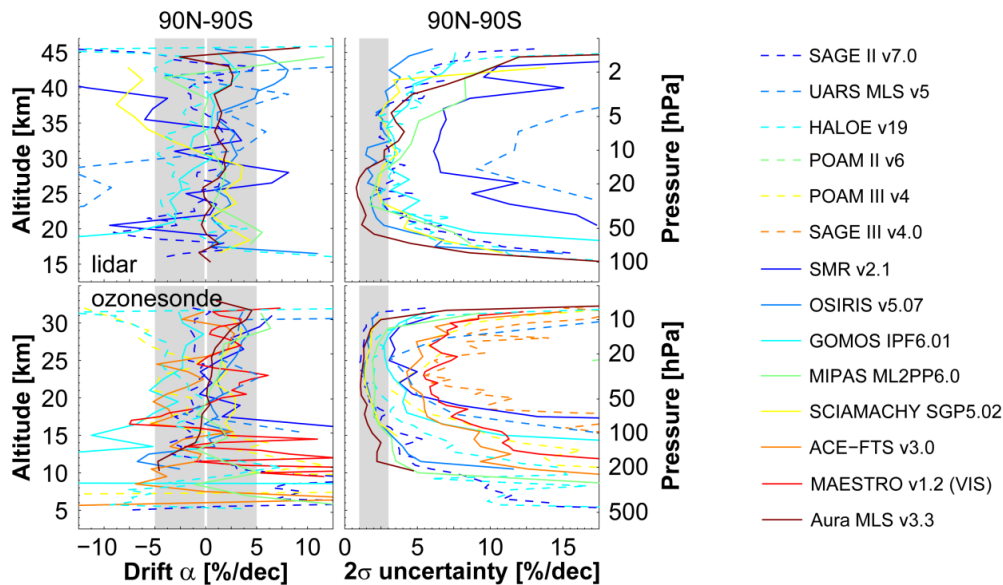 90N-90S
90N-90S
45
40
35
30
25
20
15
Altitude [km]
lidar
2
5
10
20
50
100
Pressure [hPa]
ozonesonde
30
25
20
15
10
5
Altitude [km]
10
20
50
100
200
500
Pressure [hPa]
−10
−5
0
5
10
Drift α [%/dec]
0
5
10
15
2σ uncertainty [%/dec]
SAGE II v7.0
UARS MLS v5
HALOE v19
POAM II v6
POAM III v4
SAGE III v4.0
SMR v2.1
OSIRIS v5.07
GOMOS IPF6.01
MIPAS ML2PP6.0
SCIAMACHY SGP5.02
ACE−FTS v3.0
MAESTRO v1.2 (VIS)
Aura MLS v3.3